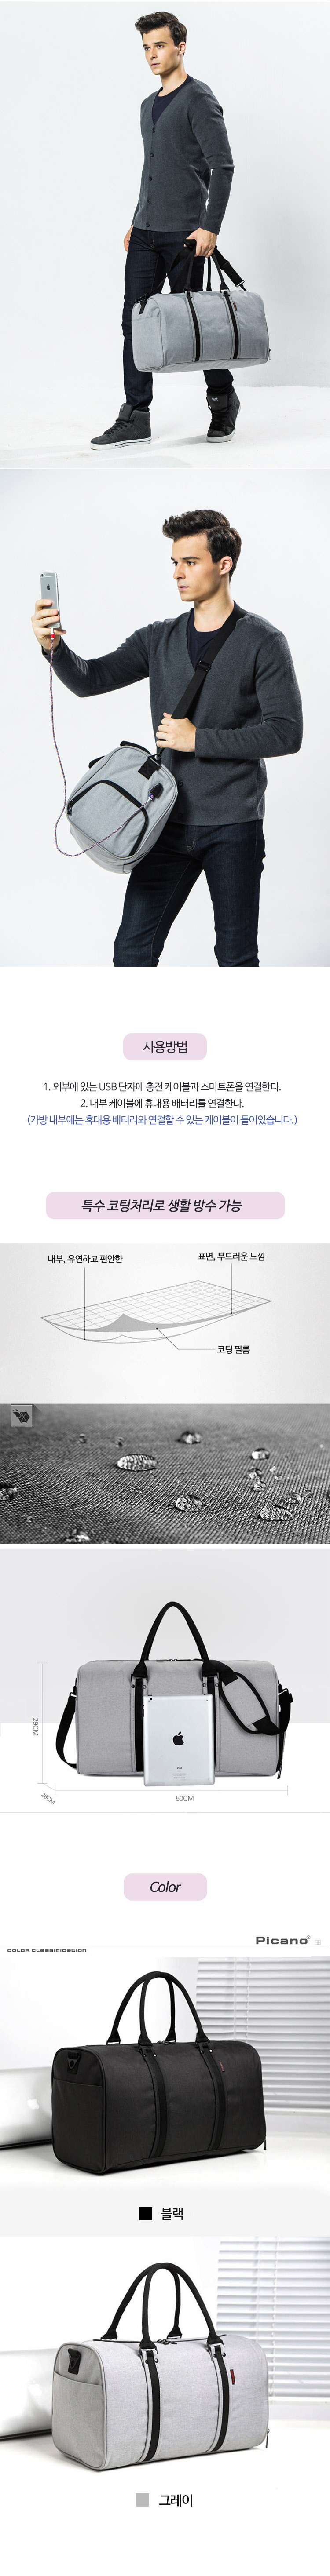 사용방법
1. 외부에 있는 USB 단자에 충전 케이블과 스마트폰을 연결한다.
2. 내부 케이블에 휴대용 배터리를 연결한다.
(가방 내부에는 휴대용 배터리와 연결할 수 있는 케이블이 들어있습니다.)
특수 코팅처리로 생활 방수 가능
내부, 유연하고 편안한
표면, 부드러운 느낌
코팅 필름
29CM
28CM
50CM
Color
Picano
COLOR CLASSIFICATION
블랙
그레이